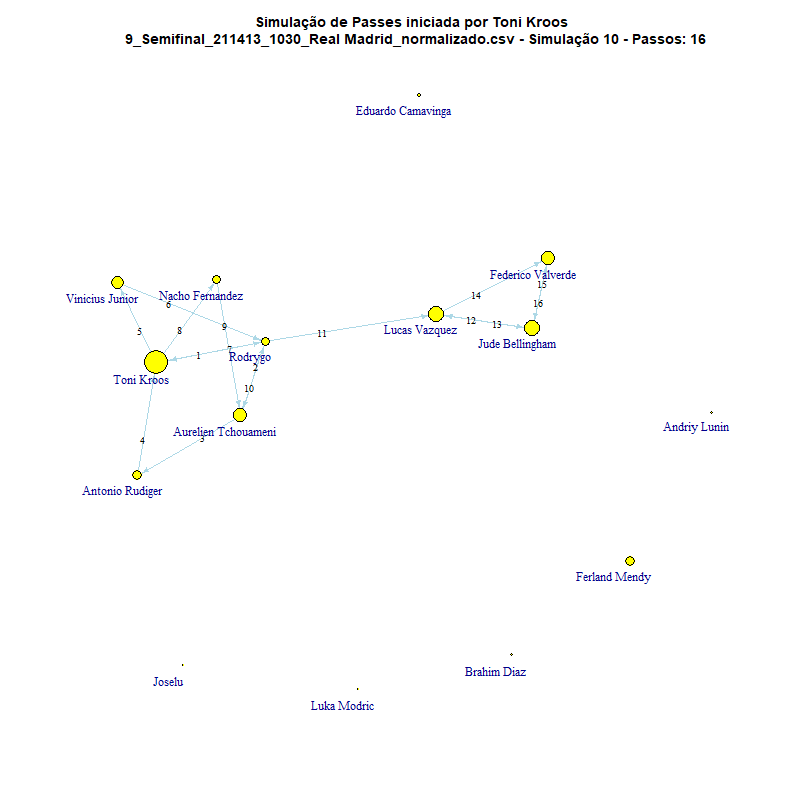 Simulação de Passes iniciada por Toni Kroos
9_Semifinal_211413_1030_Real Madrid_normalizado.csv - Simulação 10 - Passos: 16
Eduardo Camavinga
Federico Valverde
15
Vinicius Junior
Nacho Fernandez
14
16
6
Lucas Vazquez
12
13
5
8
9
11
Jude Bellingham
7
Rodrygo
1
2
Toni Kroos
10
Andriy Lunin
Aurelien Tchouameni
3
4
Antonio Rudiger
Ferland Mendy
Brahim Diaz
Joselu
Luka Modric